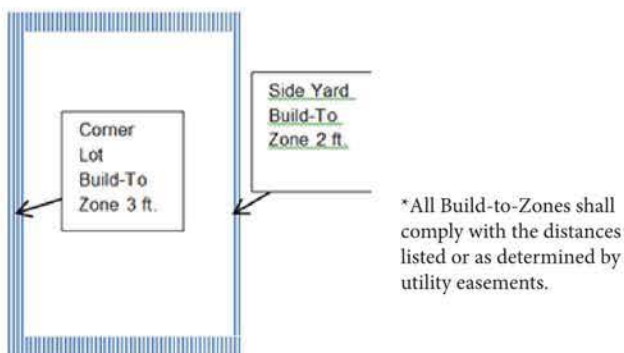 Corner
Lot
Build-To
Zone 3 ft.
Side Yard
Build-To
Zone 2 ft.
*All Build-to-Zones shall
comply with the distances
listed or as determined by
utility easements.